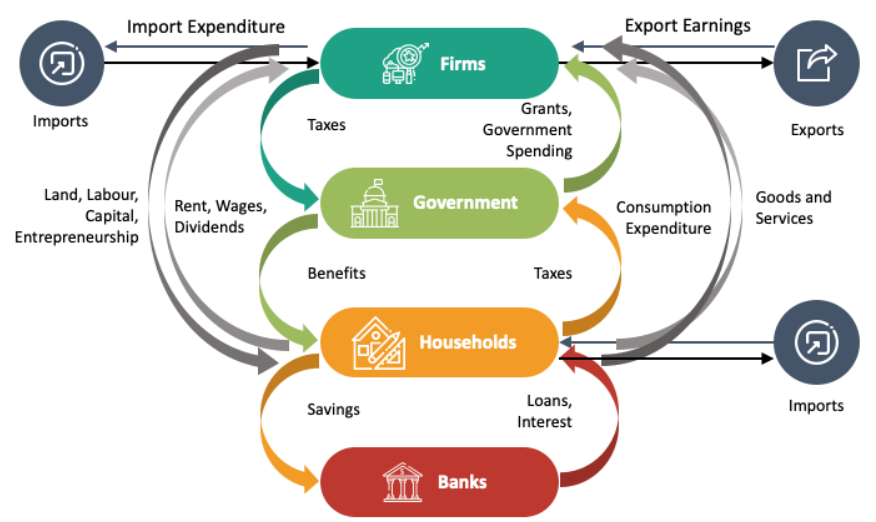 Import Expenditure
Export Earnings
Firms
Imports
Exports
Taxes
Grants,
Government
Spending
Land, Labour,
Capital,
Entrepreneurship
Rent, Wages,
Dividends
Government
Consumption
Expenditure
Goods and
Services
Benefits
Taxes
Households
Imports
Savings
Loans,
Interest
Banks